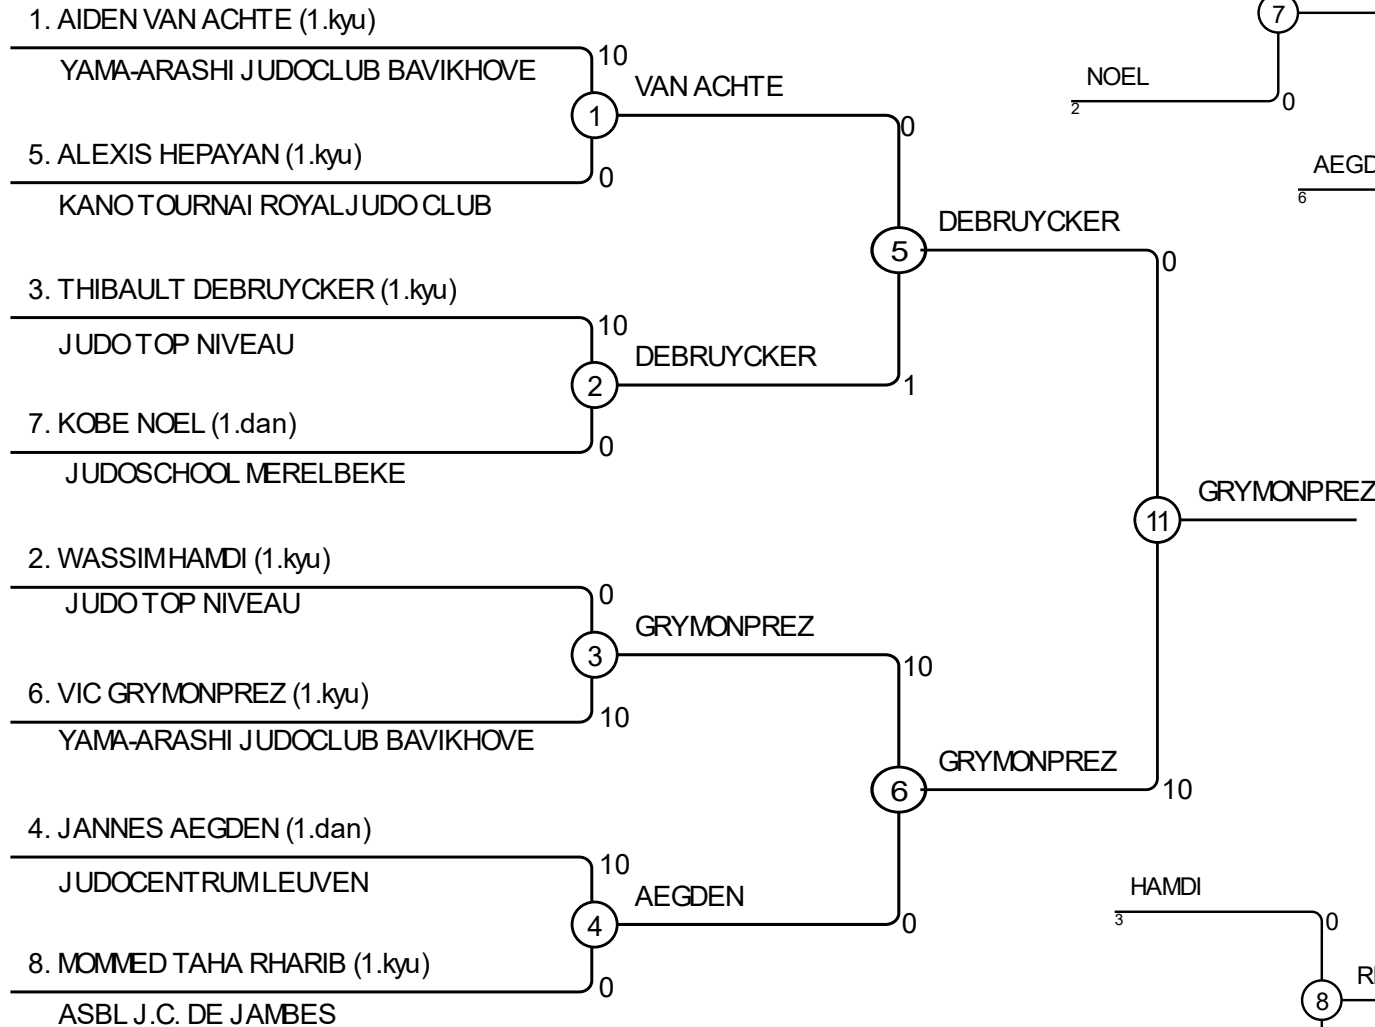 1. AIDEN VAN ACHTE (1.kyu)
YAMA-ARASHI JUDOCLUB BAVIKHOVE
10
1
VAN ACHTE
5. ALEXIS HEPAYAN (1.kyu)
0
KANO TOURNAI ROYAL JUDO CLUB
0
5
DEBRUYCKER
3. THIBAULT DEBRUYCKER (1.kyu)
JUDO TOP NIVEAU
10
2
DEBRUYCKER
1
7. KOBE NOEL (1.dan)
0
JUDOSCHOOL MERELBEKE
0
11
GRYMONPREZ
2. WASSIM HAMDI (1.kyu)
JUDO TOP NIVEAU
0
3
GRYMONPREZ
6. VIC GRYMONPREZ (1.kyu)
10
YAMA-ARASHI JUDOCLUB BAVIKHOVE
10
6
GRYMONPREZ
10
4. JANNES AEGDEN (1.dan)
JUDOCENTRUM LEUVEN
10
4
AEGDEN
0
8. MOMMED TAHA RHARIB (1.kyu)
0
ASBL J.C. DE JAMBES
7
NOEL
2
0
AEGD
6
HAMDI
3
0
8